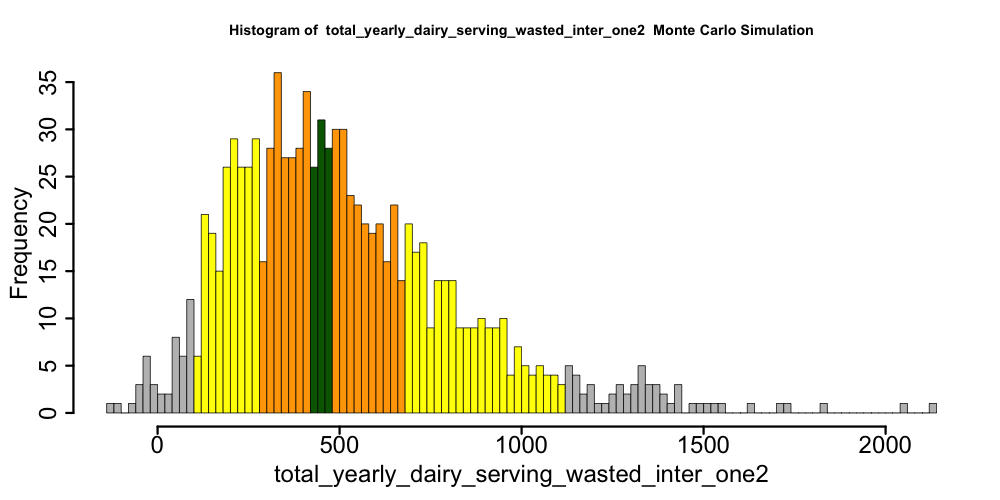 Histogram of  total_yearly_dairy_serving_wasted_inter_one2  Monte Carlo Simulation
35
30
25
20
15
10
5
0
Frequency
0 500 1000 1500 2000
total_yearly_dairy_serving_wasted_inter_one2